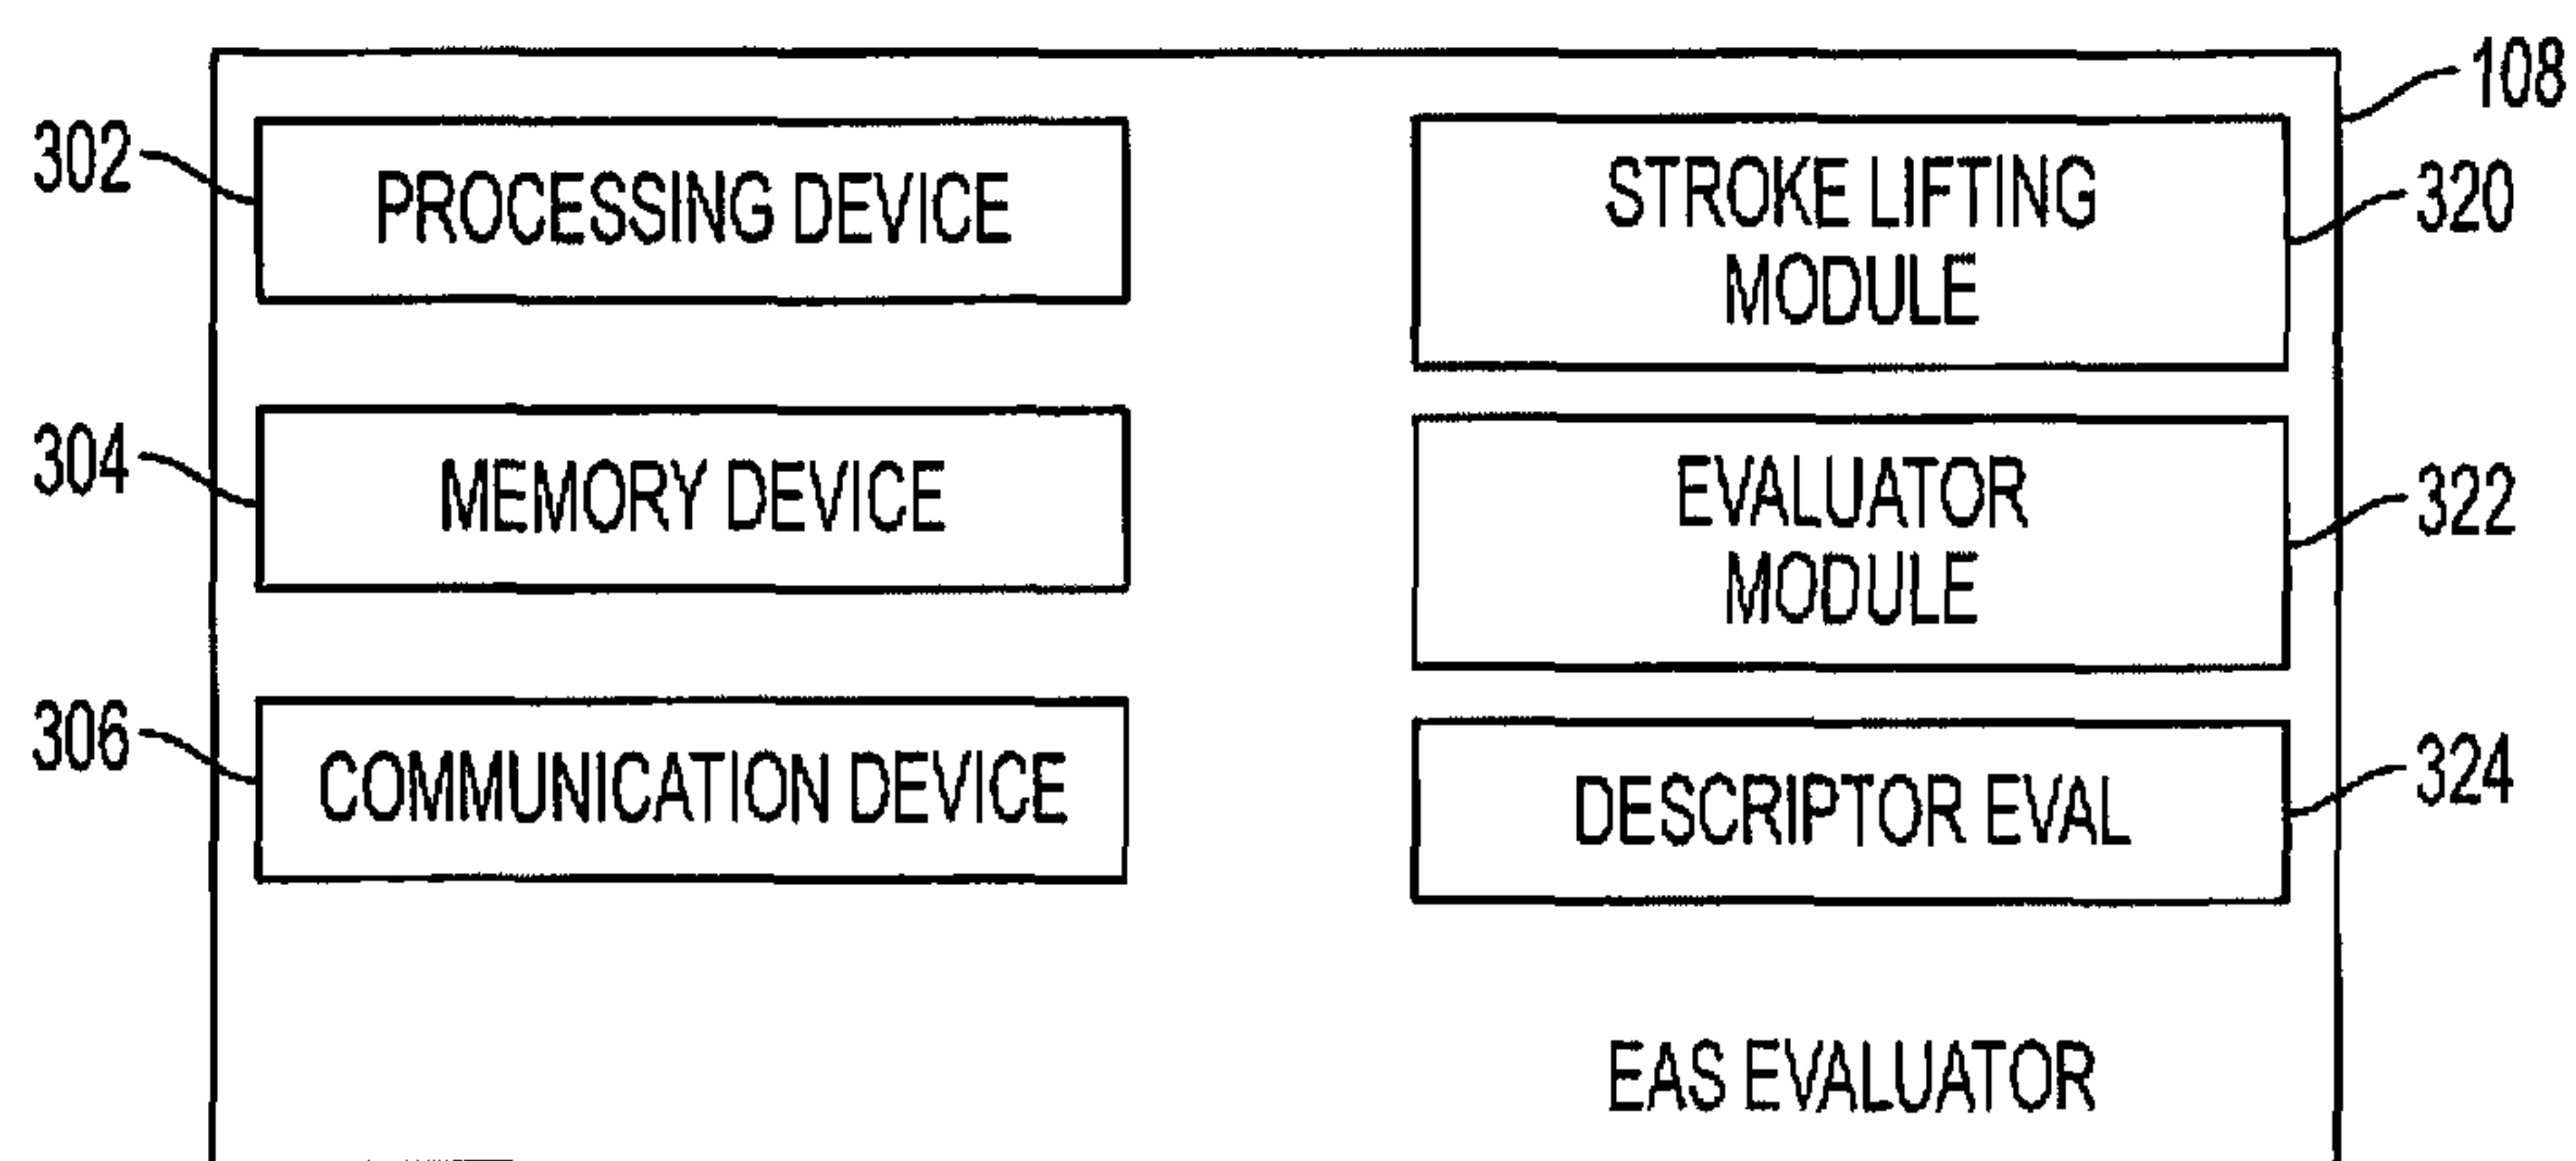 108
302
PROCESSING DEVICE
STROKE LIFTING
MODULE
320
304
MEMORY DEVICE
EVALUATOR
MODULE
322
306
COMMUNICATION DEVICE
DESCRIPTOR EVAL
324
EAS EVALUATOR